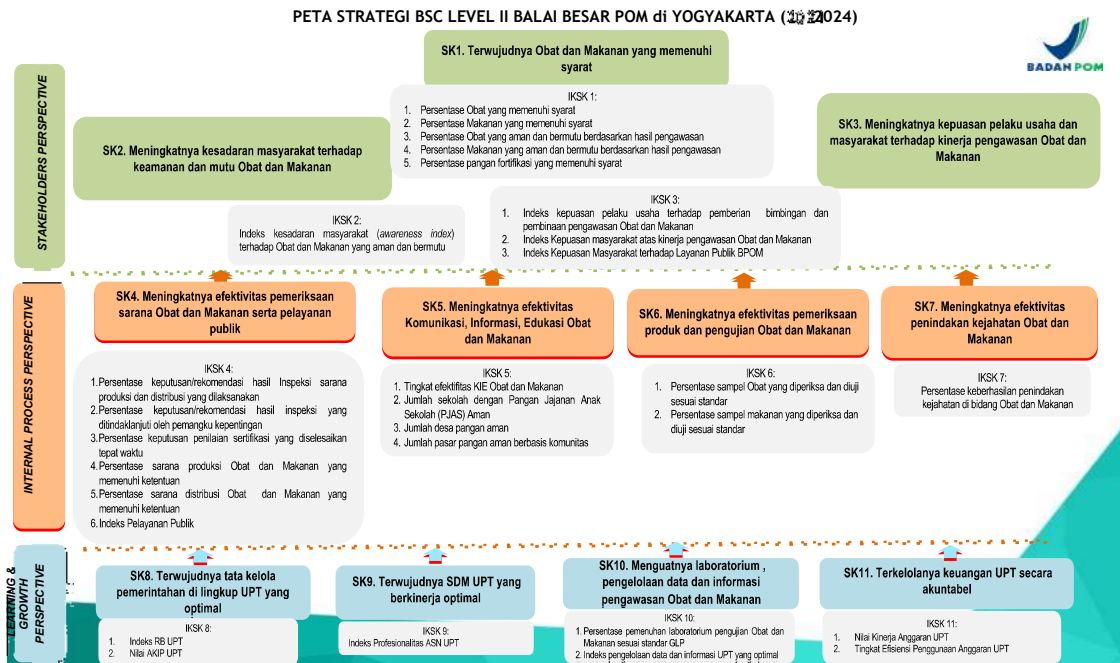 PETA STRATEGI BSC LEVEL II BALAI BESAR POM di YOGYAKARTA (2024)
BADAN POM
STAKEHOLDERS PERSPECTIVE
SK1. Terwujudnya Obat dan Makanan yang memenuhi
syarat
IKSK 1:
1. Persentase Obat yang memenuhi syarat
2. Persentase Makanan yang memenuhi syarat
3. Persentase Obat yang aman dan bermutu berdasarkan hasil pengawasan
4. Persentase Makanan yang aman dan bermutu berdasarkan hasil pengawasan
5. Persentase pangan fortifikasi yang memenuhi syarat
SK2. Meningkatnya kesadaran masyarakat terhadap
keamanan dan mutu Obat dan Makanan
IKSK 2:
Indeks kesadaran masyarakat (awareness index)
terhadap Obat dan Makanan yang aman dan bermutu
SK3. Meningkatnya kepuasan pelaku usaha dan
masyarakat terhadap kinerja pengawasan Obat dan
Makanan
IKSK 3:
1. Indeks kepuasan pelaku usaha terhadap pemberian bimbingan dan
pembinaan pengawasan Obat dan Makanan
2. Indeks Kepuasan masyarakat atas kinerja pengawasan Obat dan Makanan
3. Indeks Kepuasan Masyarakat terhadap Layanan Publik BPOM
INTERNAL PROCESS PERSPECTIVE
SK4. Meningkatnya efektivitas pemeriksaan
sarana Obat dan Makanan serta pelayanan
publik
IKSK 4:
1.Persentase keputusan/rekomendasi hasil Inspeksi sarana
produksi dan distribusi yang dilaksanakan
2.Persentase keputusan/rekomendasi hasil inspeksi yang
ditindaklanjuti oleh pemangku kepentingan
3.Persentase keputusan penilaian sertifikasi yang diselesaikan
tepat waktu
4.Persentase sarana produksi Obat dan Makanan yang
memenuhi ketentuan
5.Persentase sarana distribusi Obat dan Makanan yang
memenuhi ketentuan
6.Indeks Pelayanan Publik
SK5. Meningkatnya efektivitas
Komunikasi, Informasi, Edukasi Obat
dan Makanan
IKSK 5:
1. Tingkat efektifitas KIE Obat dan Makanan
2. Jumlah sekolah dengan Pangan Jajanan Anak
Sekolah (PJAS) Aman
3. Jumlah desa pangan aman
4. Jumlah pasar pangan aman berbasis komunitas
SK6. Meningkatnya efektivitas pemeriksaan
produk dan pengujian Obat dan Makanan
IKSK 6:
1. Persentase sampel Obat yang diperiksa dan diuji
sesuai standar
2. Persentase sampel makanan yang diperiksa dan
diuji sesuai standar
SK7. Meningkatnya efektivitas
penindakan kejahatan Obat dan
Makanan
IKSK 7:
Persentase keberhasilan penindakan
kejahatan di bidang Obat dan Makanan
LEARNING &
GROWTH
PERSPECTIVE
SK8. Terwujudnya tata kelola
pemerintahan di lingkup UPT yang
optimal
IKSK 8:
1. Indeks RB UPT
2. Nilai AKIP UPT
SK9. Terwujudnya SDM UPT yang
berkinerja optimal
IKSK 9:
Indeks Profesionalitas ASN UPT
SK10. Menguatnya laboratorium ,
pengelolaan data dan informasi
pengawasan Obat dan Makanan
IKSK 10:
1. Persentase pemenuhan laboratorium pengujian Obat dan
Makanan sesuai standar GLP
2. Indeks pengelolaan data dan informasi UPT yang optimal
SK11. Terkelolanya keuangan UPT secara
akuntabel
IKSK 11:
1. Nilai Kinerja Anggaran UPT
2. Tingkat Efisiensi Penggunaan Anggaran UPT